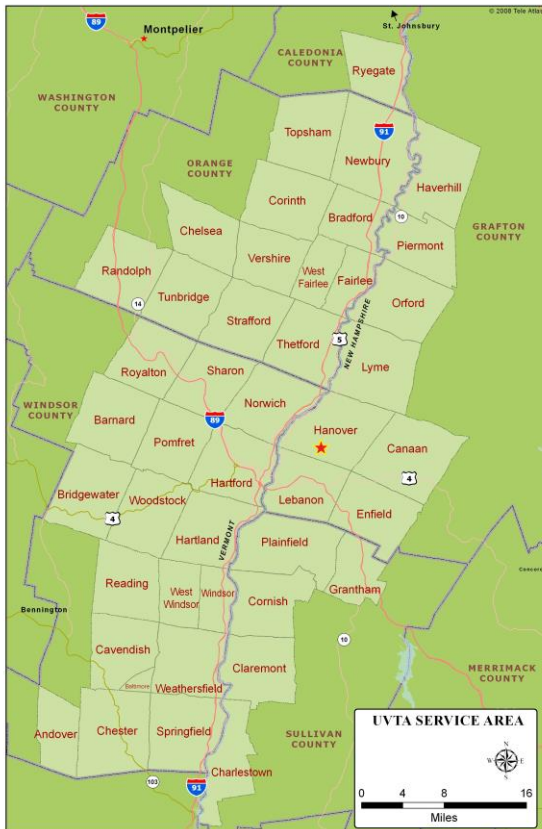 © 2008 Tele Atlas
89
Montpelier
St. Johnsbury
CALEDONIA
COUNTY
Ryegate
WASHINGTON
COUNTY
91
Topsham
Newbury
ORANGE
COUNTY
Haverhill
Corinth
Bradford
10
GRAFTON
COUNTY
Chelsea
Piermont
Vershire
West
Fairlee
Fairlee
Randolph
Tunbridge
Orford
14
Strafford
NEW HAMPSHIRE
Thetford
5
Lyme
Royalton
Sharon
WINDSOR
COUNTY
Norwich
Barnard
89
Hanover
Pomfret
Canaan
4
Hartford
Bridgewater
Woodstock
Lebanon
Enfield
4
VERMONT
Hartland
Plainfield
Reading
West
Windsor
Windsor
Grantham
Bennington
Cornish
10
Cavendish
Claremont
MERRIMACK
COUNTY
Baltimore
Weathersfield
Andover
Chester
Springfield
SULLIVAN
COUNTY
Charlestown
103
91
UVTA SERVICE AREA
N
W E
S
0 4 8 16
Miles